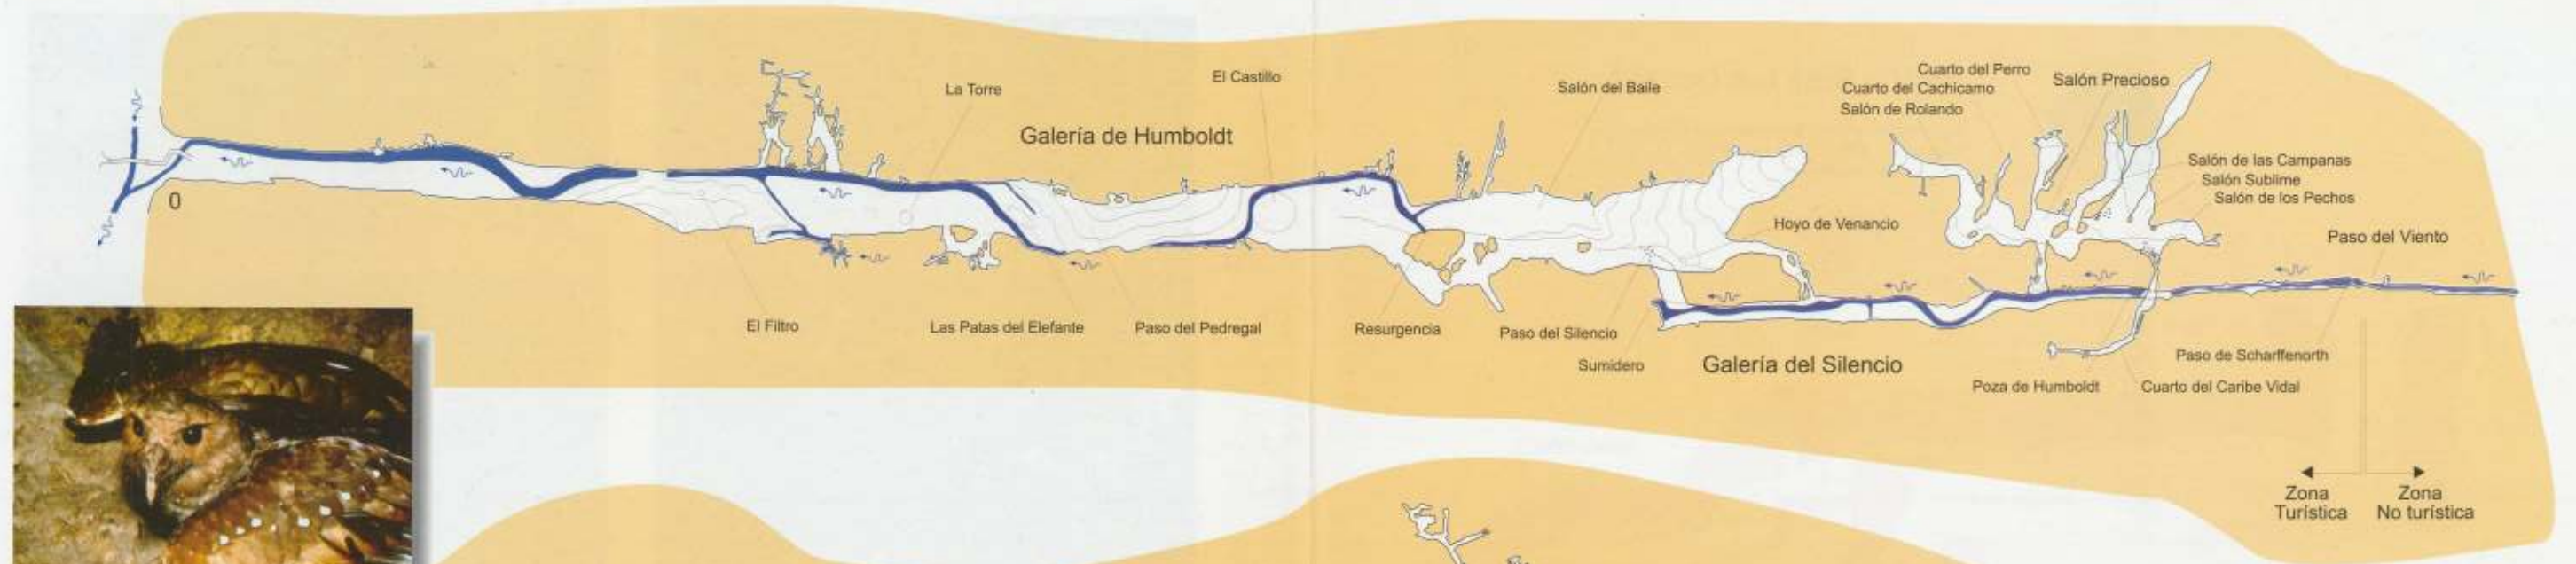 La Torre
El Castillo
Galería de Humboldt
Salón del Baile
Cuarto del Perro
Cuarto del Cachicamo
Salón de Rolando
Salón Precioso
Salón de las Campanas
Salón Sublime
Salón de los Pechos
0
Hoyo de Venancio
Paso del Viento
El Filtro
Las Patas del Elefante
Paso del Pedregal
Resurgencia
Paso del Silencio
Sumidero
Galería del Silencio
Paso de Scharffenorth
Poza de Humboldt
Cuarto del Caribe Vidal
Zona
Turística
Zona
No turística